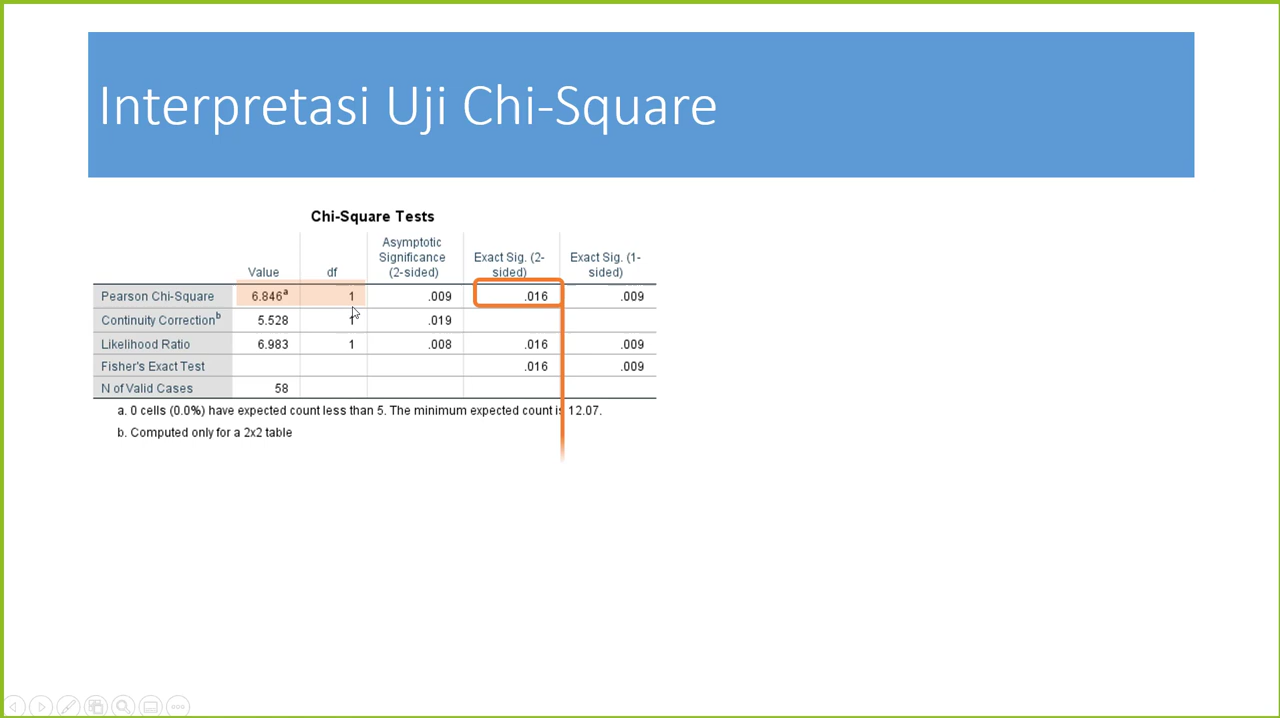 Interpretasi Uji Chi-Square
Chi-Square Tests
Value df Asymptotic Significance (2-sided) Exact Sig. (2-sided) Exact Sig. (1-sided)
Pearson Chi-Square 6.846a 1 .009 .016 .009
Continuity Correctionb 5.528 1 .019
Likelihood Ratio 6.983 1 .008 .016 .009
Fisher's Exact Test .016 .009
N of Valid Cases 58
a. 0 cells (0.0%) have expected count less than 5. The minimum expected count is 12.07.
b. Computed only for a 2x2 table